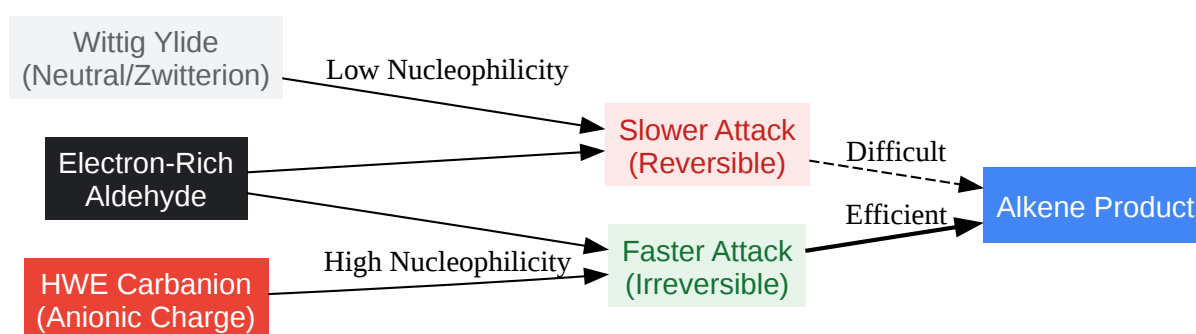 Wittig Ylide
(Neutral/Zwitterion)
Low Nucleophilicity
Electron-Rich
Aldehyde
Slower Attack
(Reversible)
Difficult
Alkene Product
Efficient
HWE Carbanion
(Anionic Charge)
High Nucleophilicity
Faster Attack
(Irreversible)